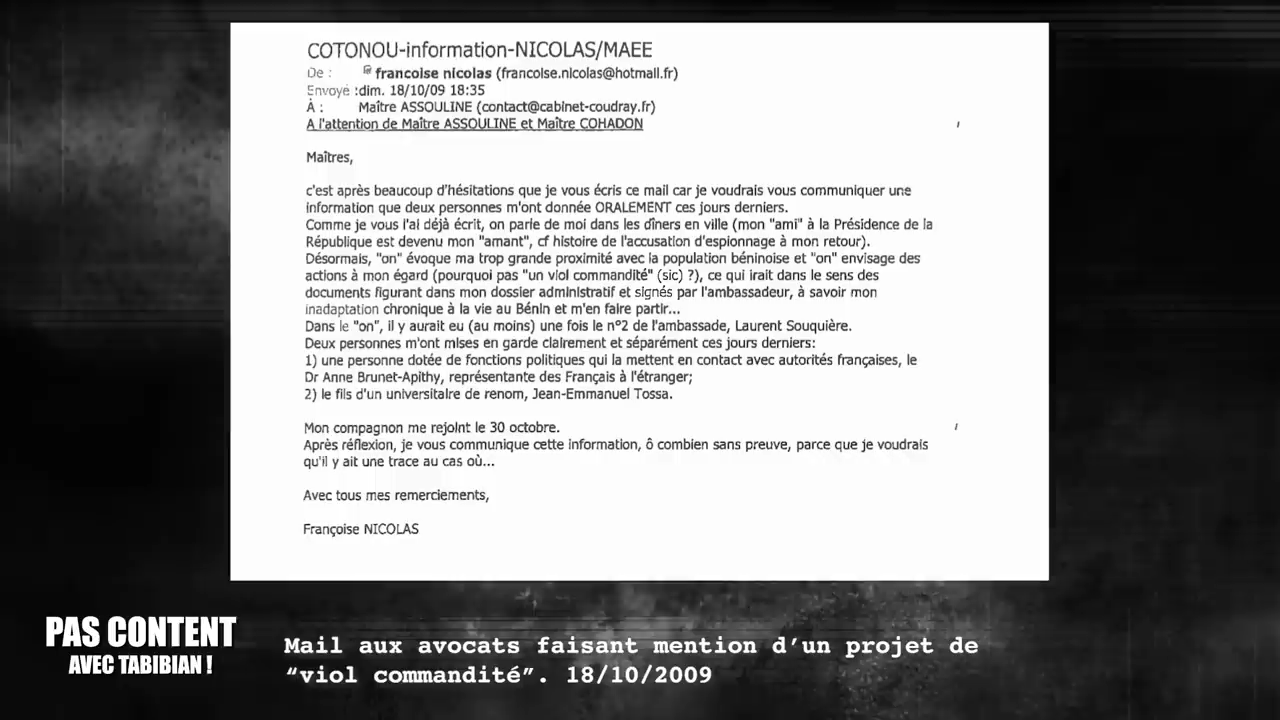 COTONOU-information-NICOLAS/MAEE
De : francoise nicolas (francoise.nicolas@hotmail.fr)
Envoyé :dim. 18/10/09 18:35
À : Maître ASSOULINE (contact@cabinet-coudray.fr)
A l'attention de Maître ASSOULINE et Maître COHADON
Maîtres,
c'est après beaucoup d'hésitations que je vous écris ce mail car je voudrais vous communiquer une
information que deux personnes m'ont donnée ORALEMENT ces jours derniers.
Comme je vous l'ai déjà écrit, on parle de moi dans les dîners en ville (mon "ami" à la Présidence de la
République est devenu mon "amant", cf histoire de l'accusation d'espionnage à mon retour).
Désormais, "on" évoque ma trop grande proximité avec la population béninoise et "on" envisage des
actions à mon égard (pourquoi pas "un viol commandité" (sic) ?), ce qui irait dans le sens des
documents figurant dans mon dossier administratif et signés par l'ambassadeur, à savoir mon
inadaptation chronique à la vie au Bénin et m'en faire partir...
Dans le "on", il y aurait eu (au moins) une fois le n°2 de l'ambassade, Laurent Souquière.
Deux personnes m'ont mises en garde clairement et séparément ces jours derniers:
1) une personne dotée de fonctions politiques qui la mettent en contact avec autorités françaises, le
Dr Anne Brunet-Apithy, représentante des Français à l'étranger;
2) le fils d'un universitaire de renom, Jean-Emmanuel Tossa.
Mon compagnon me rejoint le 30 octobre.
Après réflexion, je vous communique cette information, ô combien sans preuve, parce que je voudrais
qu'il y ait une trace au cas où...
Avec tous mes remerciements,
Françoise NICOLAS
PAS CONTENT
AVEC TABIBIAN !
Mail aux avocats faisant mention d'un projet de
“viol commandité”. 18/10/2009